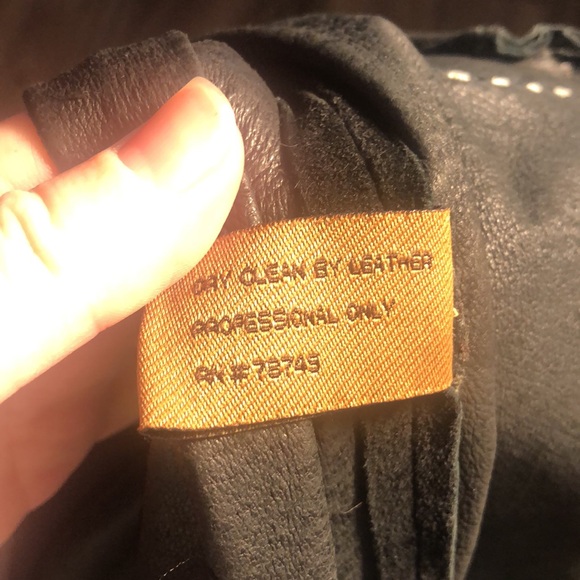 DRY CLEAN BY LEATHER
PROFESSIONAL ONLY
RN #75745